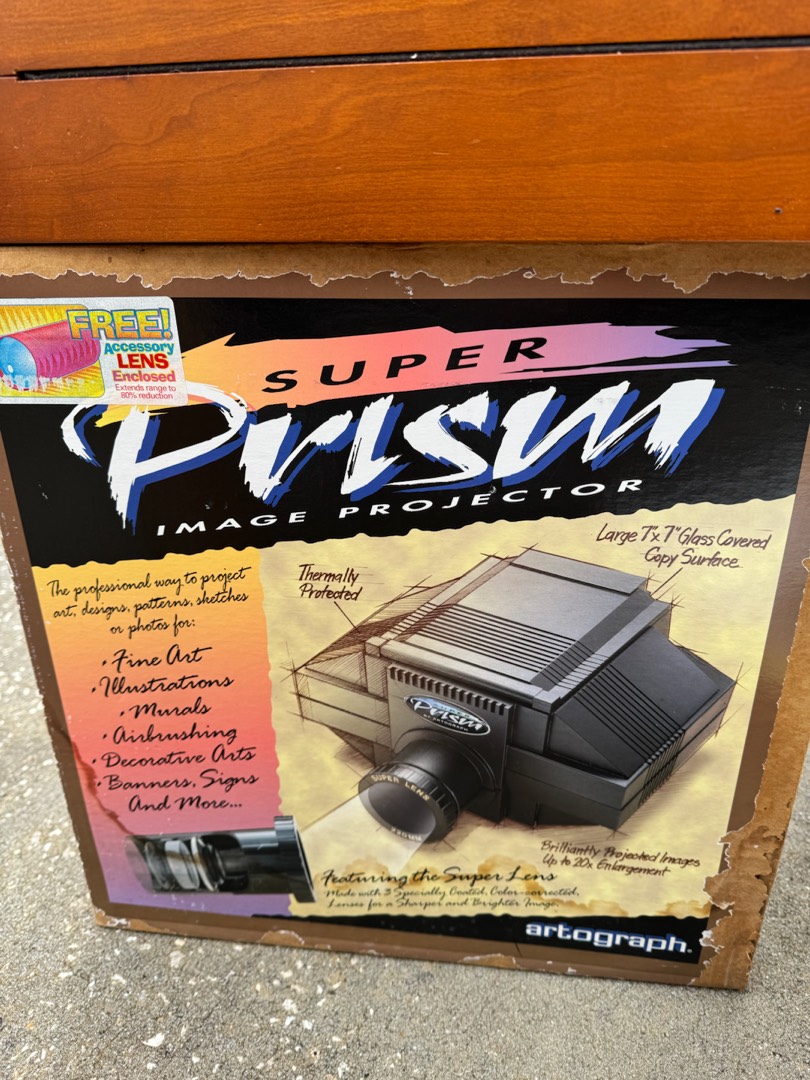 FREE!
Accessory
LENS
Enclosed
Extends range to
80% reduction
SUPER
Prism
IMAGE PROJECTOR
The professional way to project
art, designs, patterns, sketches
or photos for:
• Fine Art
• Illustrations
• Murals
• Airbrushing
• Decorative Arts
• Banners, Signs
And More...
Thermally
Protected
Large 7"x 7" Glass Covered
Copy Surface
Prism
SUPER LENS
Brilliantly Projected Images
Up to 20x Enlargement
Featuring the Super Lens
Made with 3 Specially Coated, Color-corrected,
Lenses for a Sharper and Brighter Image.
artograph.